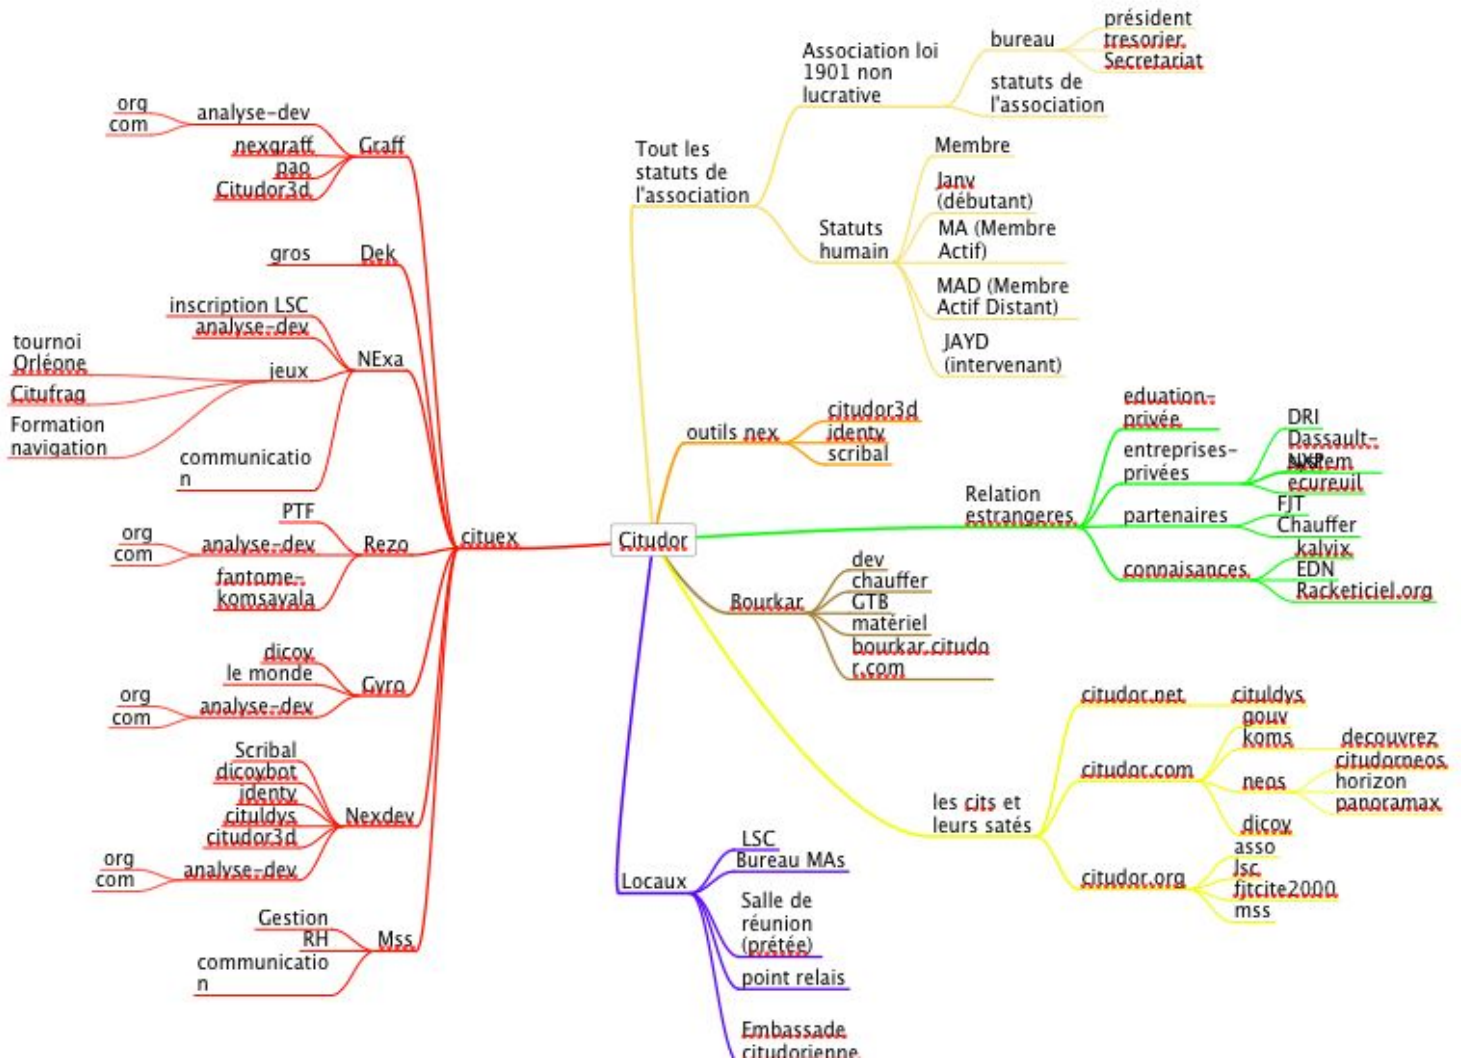 président
tresorier
Secretariat
bureau
statuts de
l'association
Association loi
1901 non
lucrative
Tout les
statuts de
l'association
Membre
Janv
(débutant)
MA (Membre
Actif)
MAD (Membre
Actif Distant)
JAYD
(intervenant)
Statuts
humain
outils nex
citudor3d
identy
scribal
Relation
estrangeres
eduation-
privée
entreprises-
privées
DRI
Dassault-
system
NXP
ecureuil
partenaires
FJT
Chauffer
connaisances
kalvix
EDN
Racketiciel.org
Citudor
Bourkar
dev
chauffer
GTB
matériel
bourkar.citudo
r.com
les cits et
leurs satés
citudor.net
cituldys
citudor.com
gouv
koms
decouvrez
neos
citudorneos
horizon
panoramax
dicoy
citudor.org
asso
lsc
fjtcite2000
mss
Locaux
LSC
Bureau MAs
Salle de
réunion
(prétée)
point relais
Embassade
citudorienne
cituex
Graff
analyse-dev
org
com
nexgraff
pao
Citudor3d
Dek
gros
NExa
inscription LSC
analyse-dev
jeux
tournoi
Orléone
Citufrag
Formation
navigation
communicatio
n
Rezo
PTF
analyse-dev
org
com
fantome-
komsayala
Gyro
dicoy
le monde
analyse-dev
org
com
Nexdev
Scribal
dicoybot
identy
cituldys
citudor3d
analyse-dev
org
com
Mss
Gestion
RH
communicatio
n